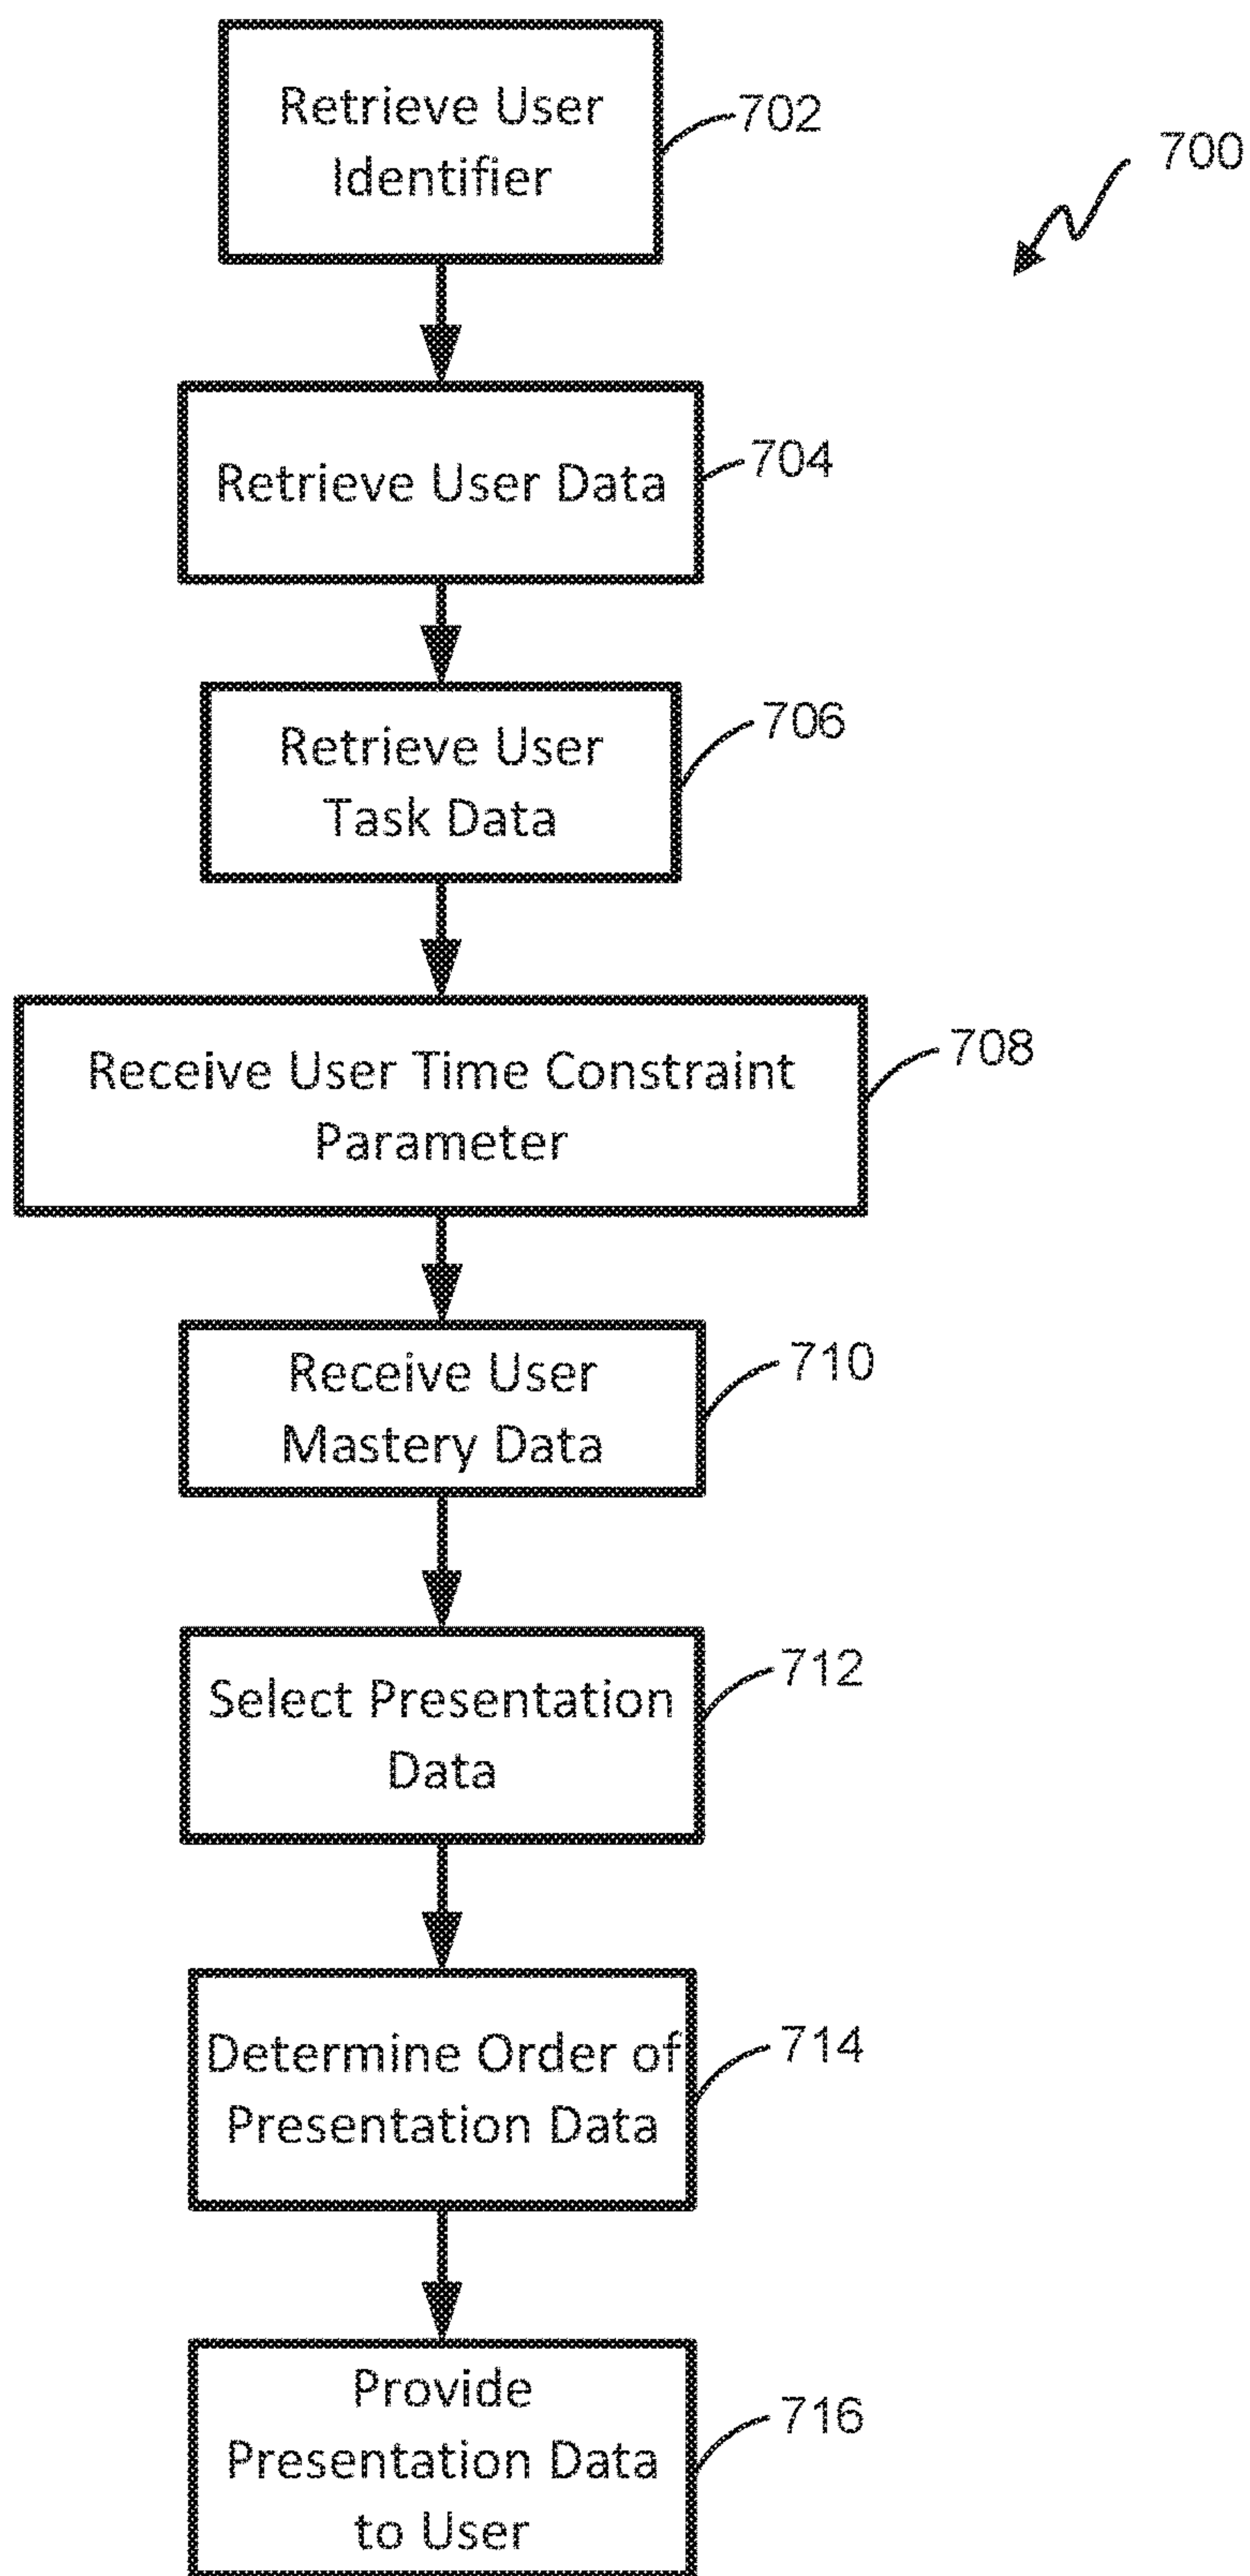 Retrieve User
Identifier
702
700
Retrieve User Data
704
Retrieve User
Task Data
706
Receive User Time Constraint
Parameter
708
Receive User
Mastery Data
710
Select Presentation
Data
712
Determine Order of
Presentation Data
714
Provide
Presentation Data
to User
716